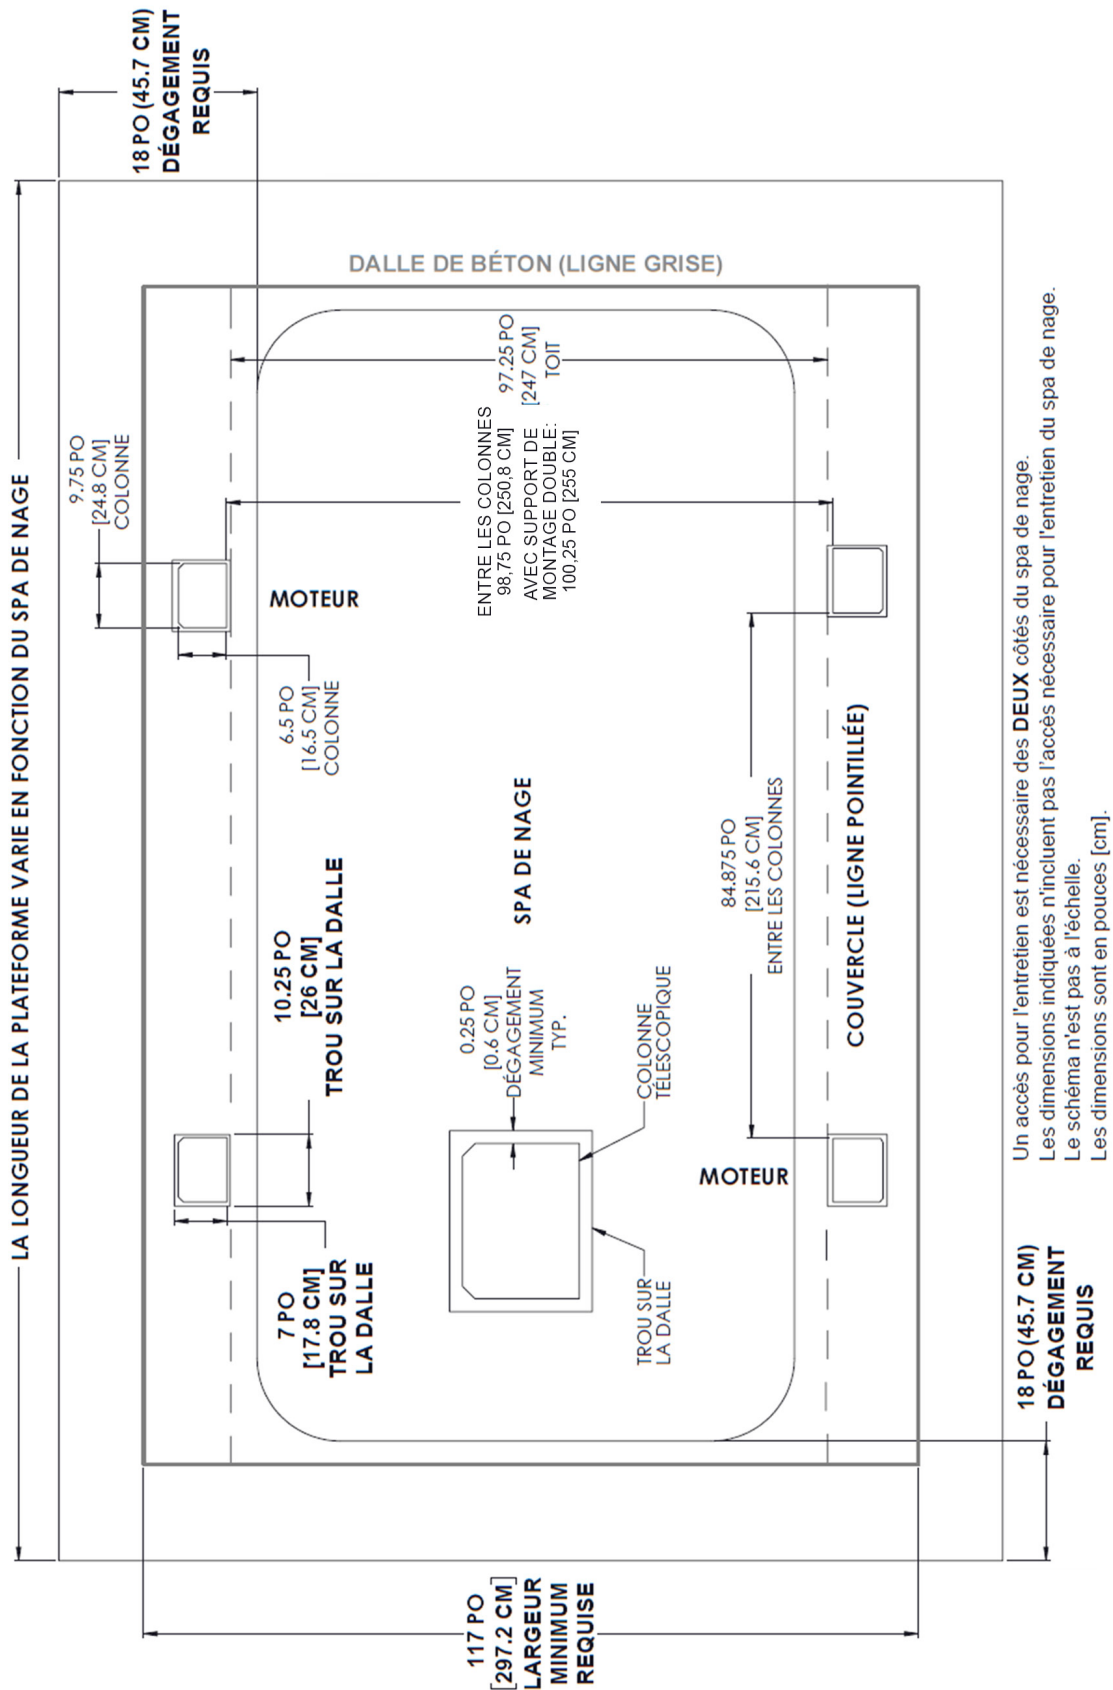 LA LONGUEUR DE LA PLATEFORME VARIE EN FONCTION DU SPA DE NAGE
18 PO (45.7 CM)
DÉGAGEMENT
REQUIS
9.75 PO
[24.8 CM]
COLONNE
DALLE DE BÉTON (LIGNE GRISE)
MOTEUR
6.5 PO
[16.5 CM]
COLONNE
97.25 PO
[247 CM]
TOIT
ENTRE LES COLONNES
98,75 PO [250,8 CM]
AVEC SUPPORT DE
MONTAGE DOUBLE:
100,25 PO [255 CM]
10.25 PO
[26 CM]
TROU SUR LA DALLE
7 PO
[17.8 CM]
TROU SUR
LA DALLE
SPA DE NAGE
0.25 PO
[0.6 CM]
DÉGAGEMENT
MINIMUM
TYP.
COLONNE
TÉLESCOPIQUE
TROU SUR
LA DALLE
84.875 PO
[215.6 CM]
ENTRE LES COLONNES
MOTEUR
COUVERCLE (LIGNE POINTILLÉE)
117 PO
[297.2 CM]
LARGEUR
MINIMUM
REQUISE
18 PO (45.7 CM)
DÉGAGEMENT
REQUIS
Un accès pour l'entretien est nécessaire des DEUX côtés du spa de nage.
Les dimensions indiquées n'incluent pas l'accès nécessaire pour l'entretien du spa de nage.
Le schéma n'est pas à l'échelle.
Les dimensions sont en pouces [cm].